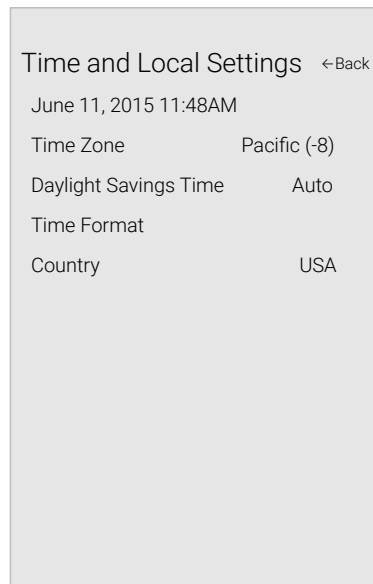 Time and Local Settings ←Back
June 11, 2015 11:48AM
Time Zone Pacific (-8)
Daylight Savings Time Auto
Time Format
Country USA